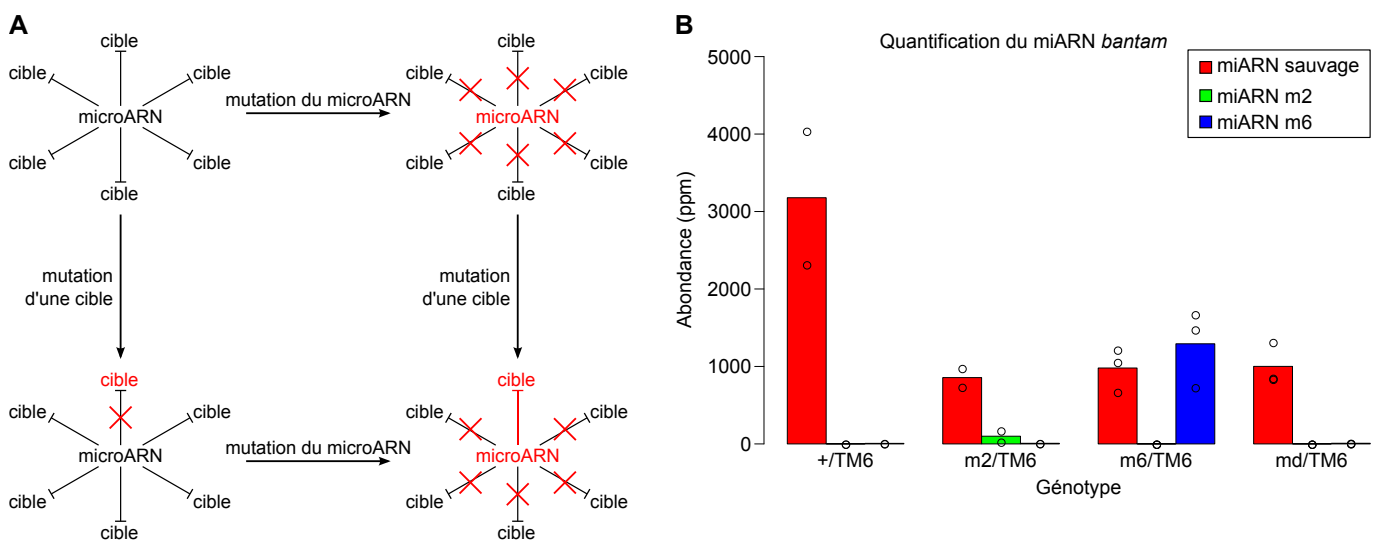 A
cible
cible
cible
microARN
cible
cible
cible
mutation du microARN
cible
cible
cible
microARN
cible
cible
cible
mutation
d'une cible
mutation
d'une cible
cible
cible
cible
microARN
cible
cible
cible
mutation du microARN
cible
cible
cible
microARN
cible
cible
cible
B
Quantification du miARN bantam
miARN sauvage
miARN m2
miARN m6
Abondance (ppm)
5000
4000
3000
2000
1000
0
+/TM6
m2/TM6
m6/TM6
md/TM6
Génotype